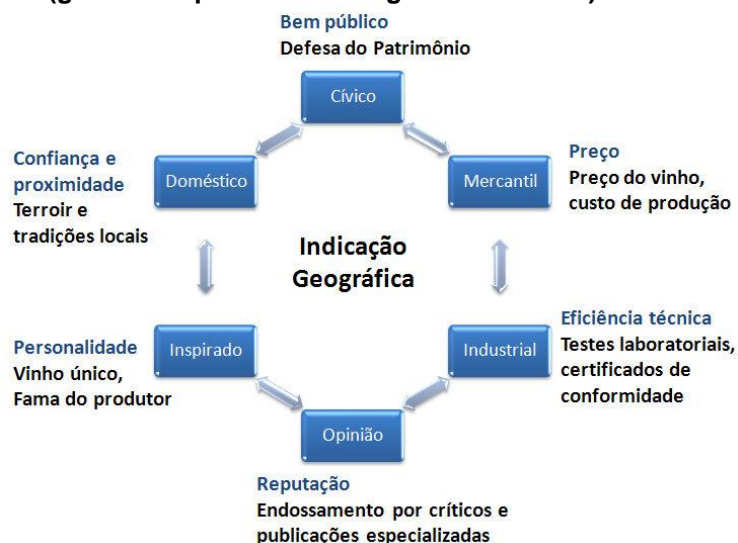 Bem público
Defesa do Patrimônio
Cívico
Confiança e
proximidade
Terroir e
tradições locais
Doméstico
Mercantil
Preço
Preço do vinho,
custo de produção
Indicação
Geográfica
Personalidade
Vinho único,
Fama do produtor
Inspirado
Industrial
Eficiência técnica
Testes laboratoriais,
certificados de
conformidade
Opinião
Reputação
Endossamento por críticos e
publicações especializadas